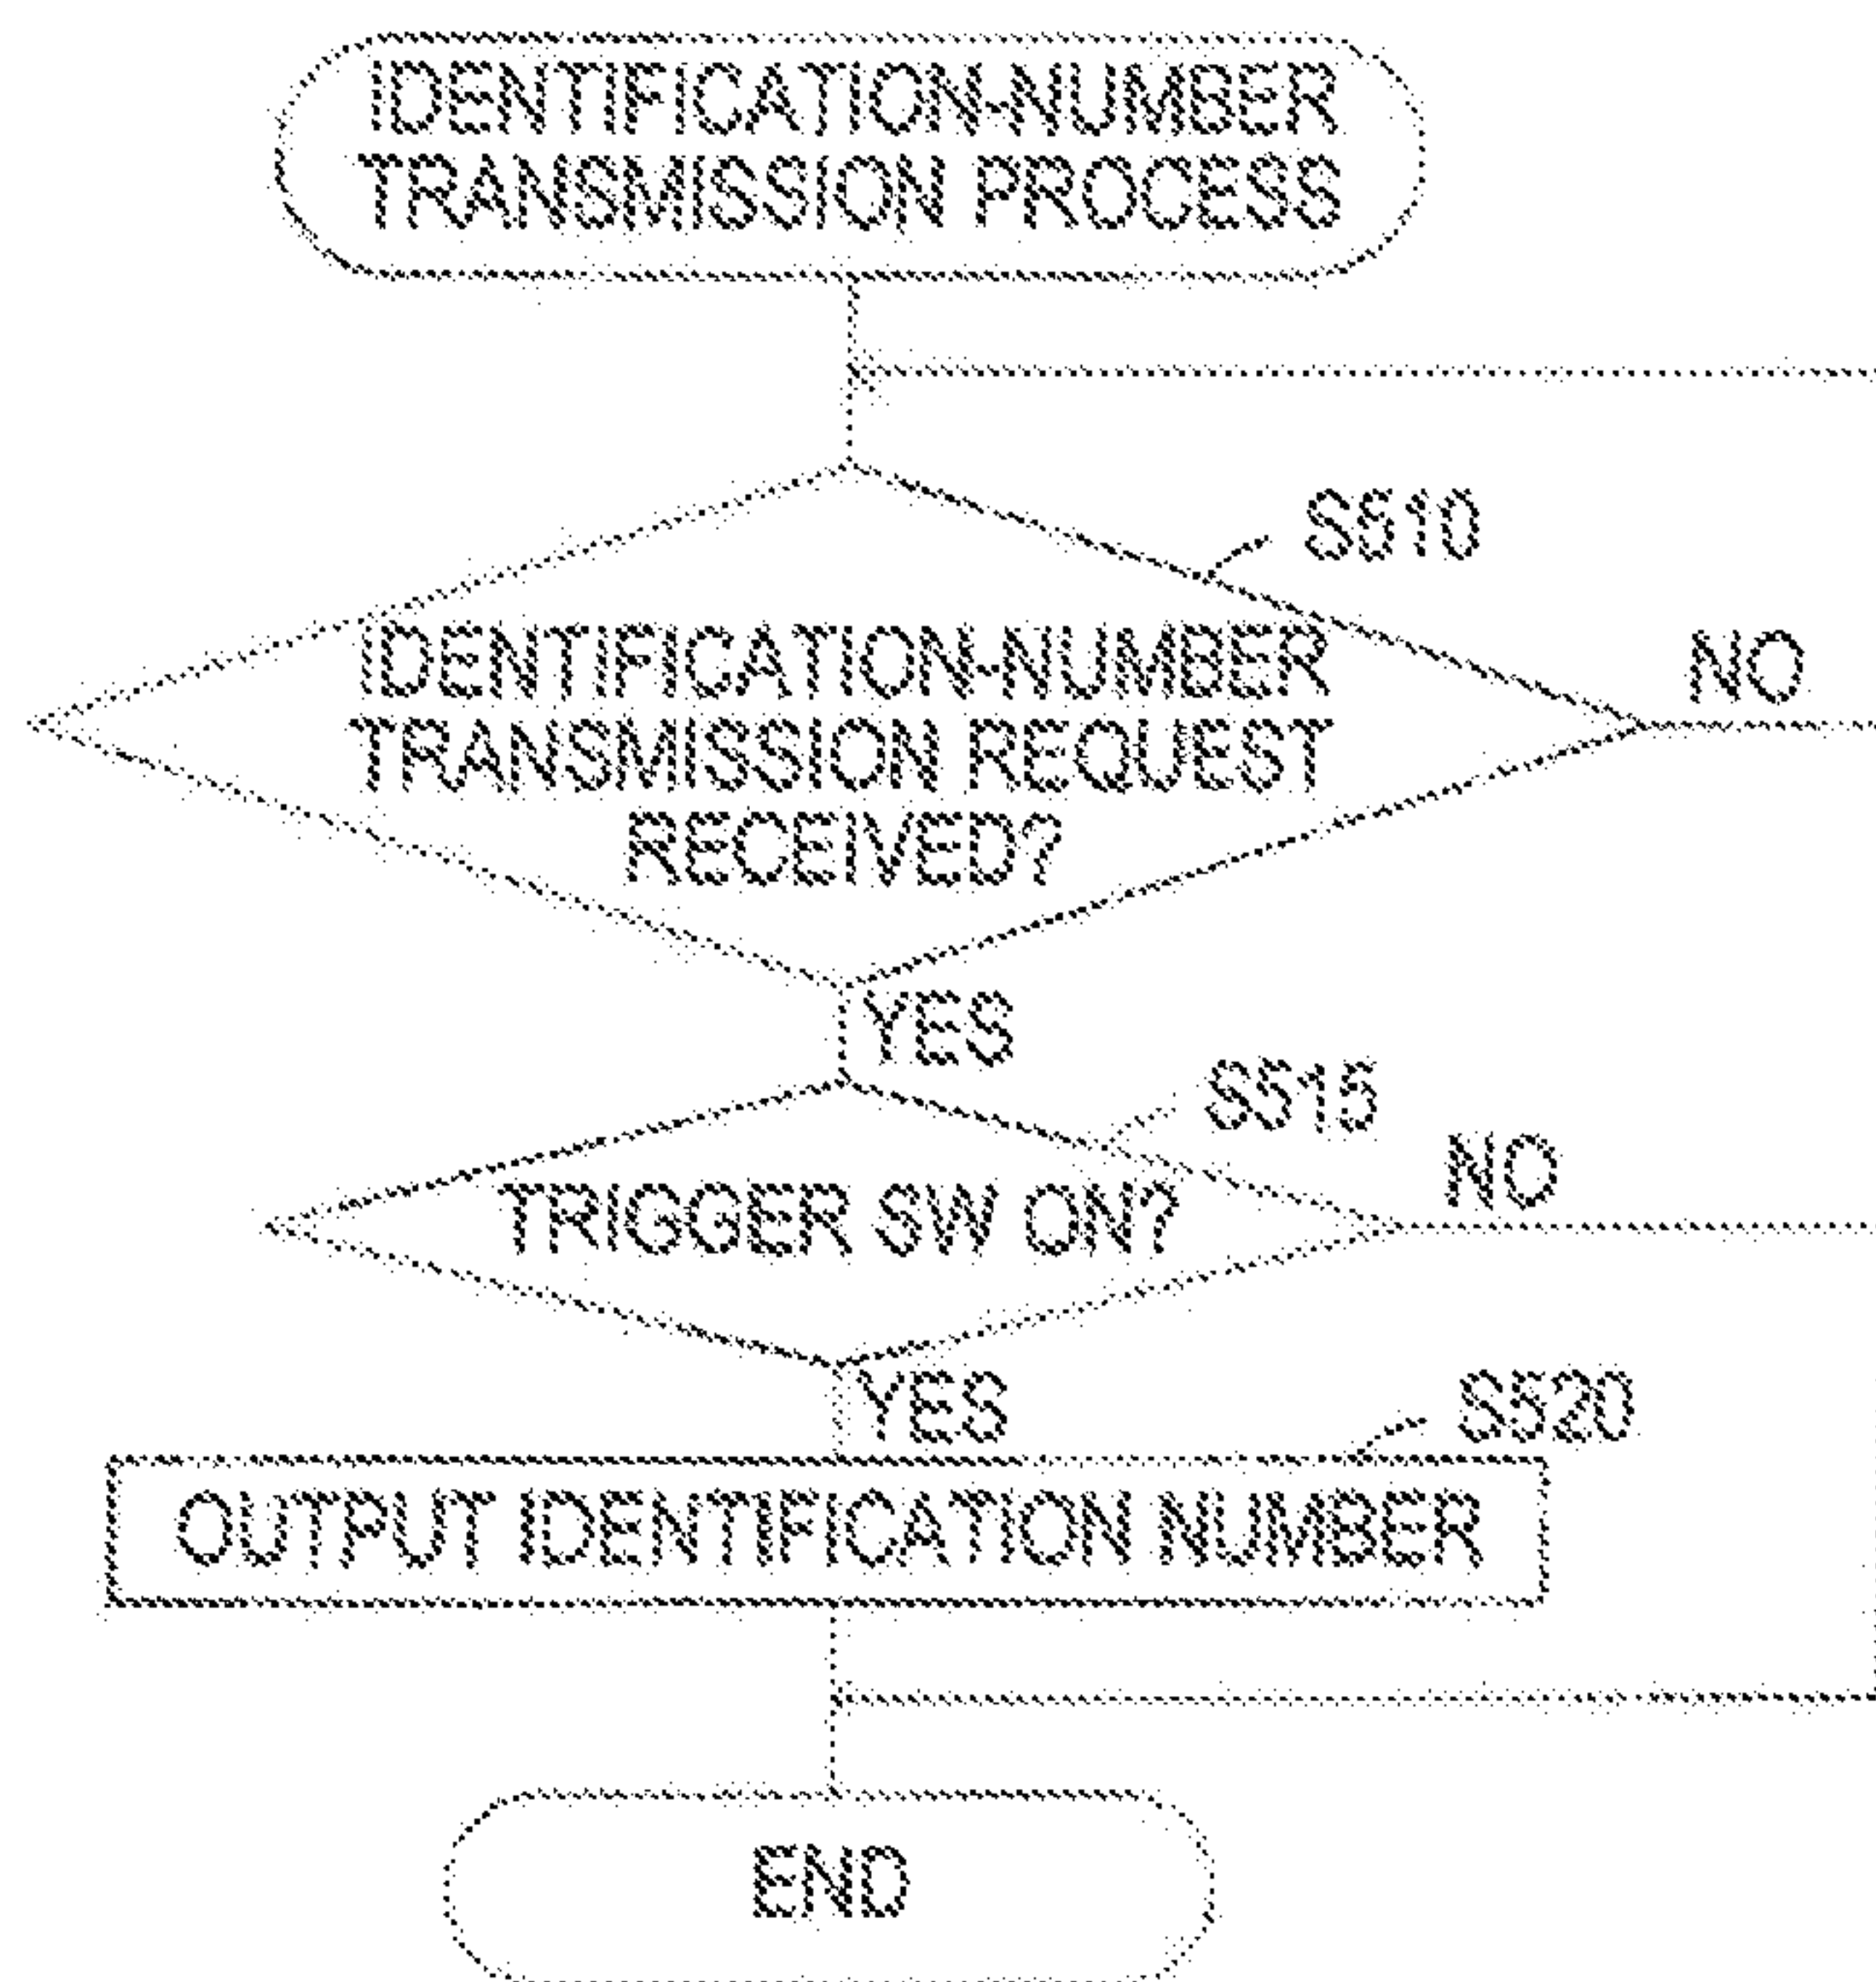 IDENTIFICATION-NUMBER
TRANSMISSION PROCESS
S510
IDENTIFICATION-NUMBER
TRANSMISSION REQUEST
RECEIVED?
NO
YES
S515
TRIGGER SW ON?
NO
YES
S520
OUTPUT IDENTIFICATION NUMBER
END